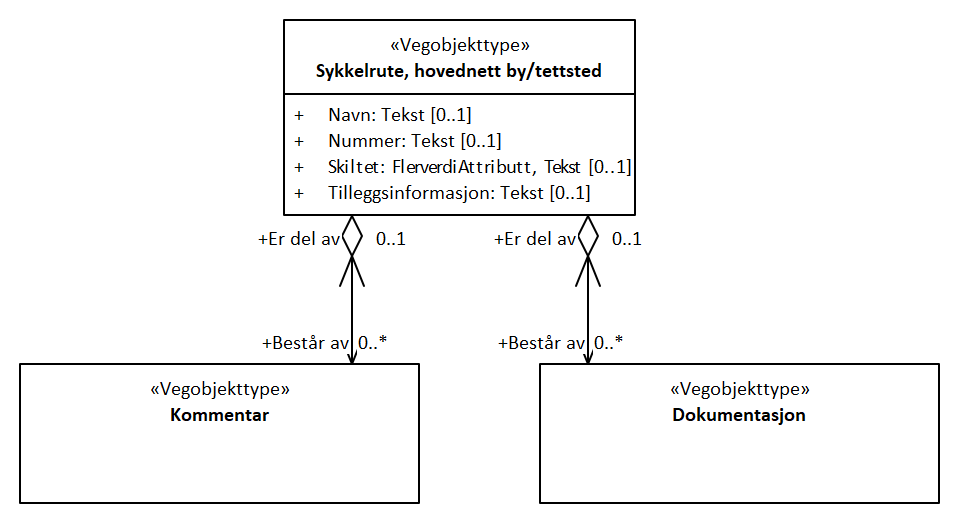 «Vegobjekttype»
Sykkelrute, hovednett by/tettsted
+ Navn: Tekst [0..1]
+ Nummer: Tekst [0..1]
+ Skiltet: FlerverdiAttributt, Tekst [0..1]
+ Tilleggsinformasjon: Tekst [0..1]
+Er del av 0..1 +Er del av 0..1
+Består av 0..* +Består av 0..*
«Vegobjekttype»
Kommentar
«Vegobjekttype»
Dokumentasjon